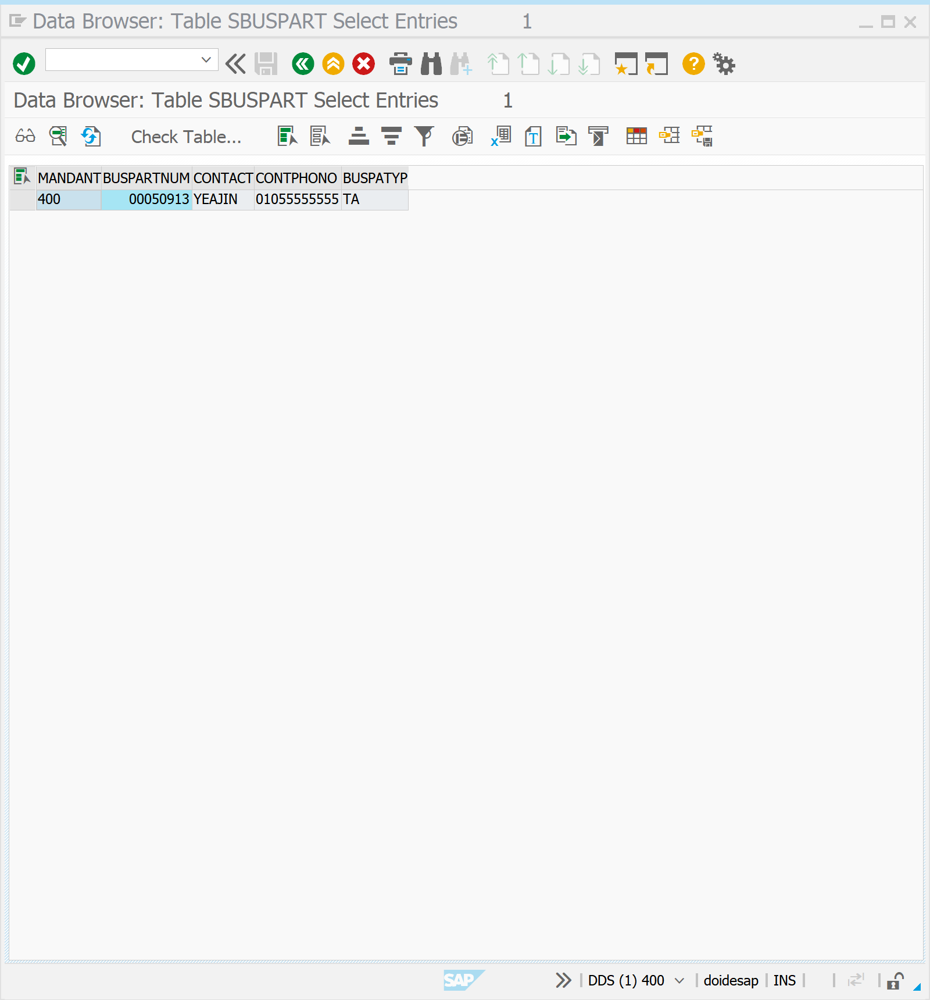 Data Browser: Table SBUSPART Select Entries 1
Data Browser: Table SBUSPART Select Entries 1
Check Table...
MANDANT BUSPARTNUM CONTACT CONTPHONO BUSPATYP
400 00050913 YEAJIN 01055555555 TA
SAP DDS (1) 400 doidesap INS